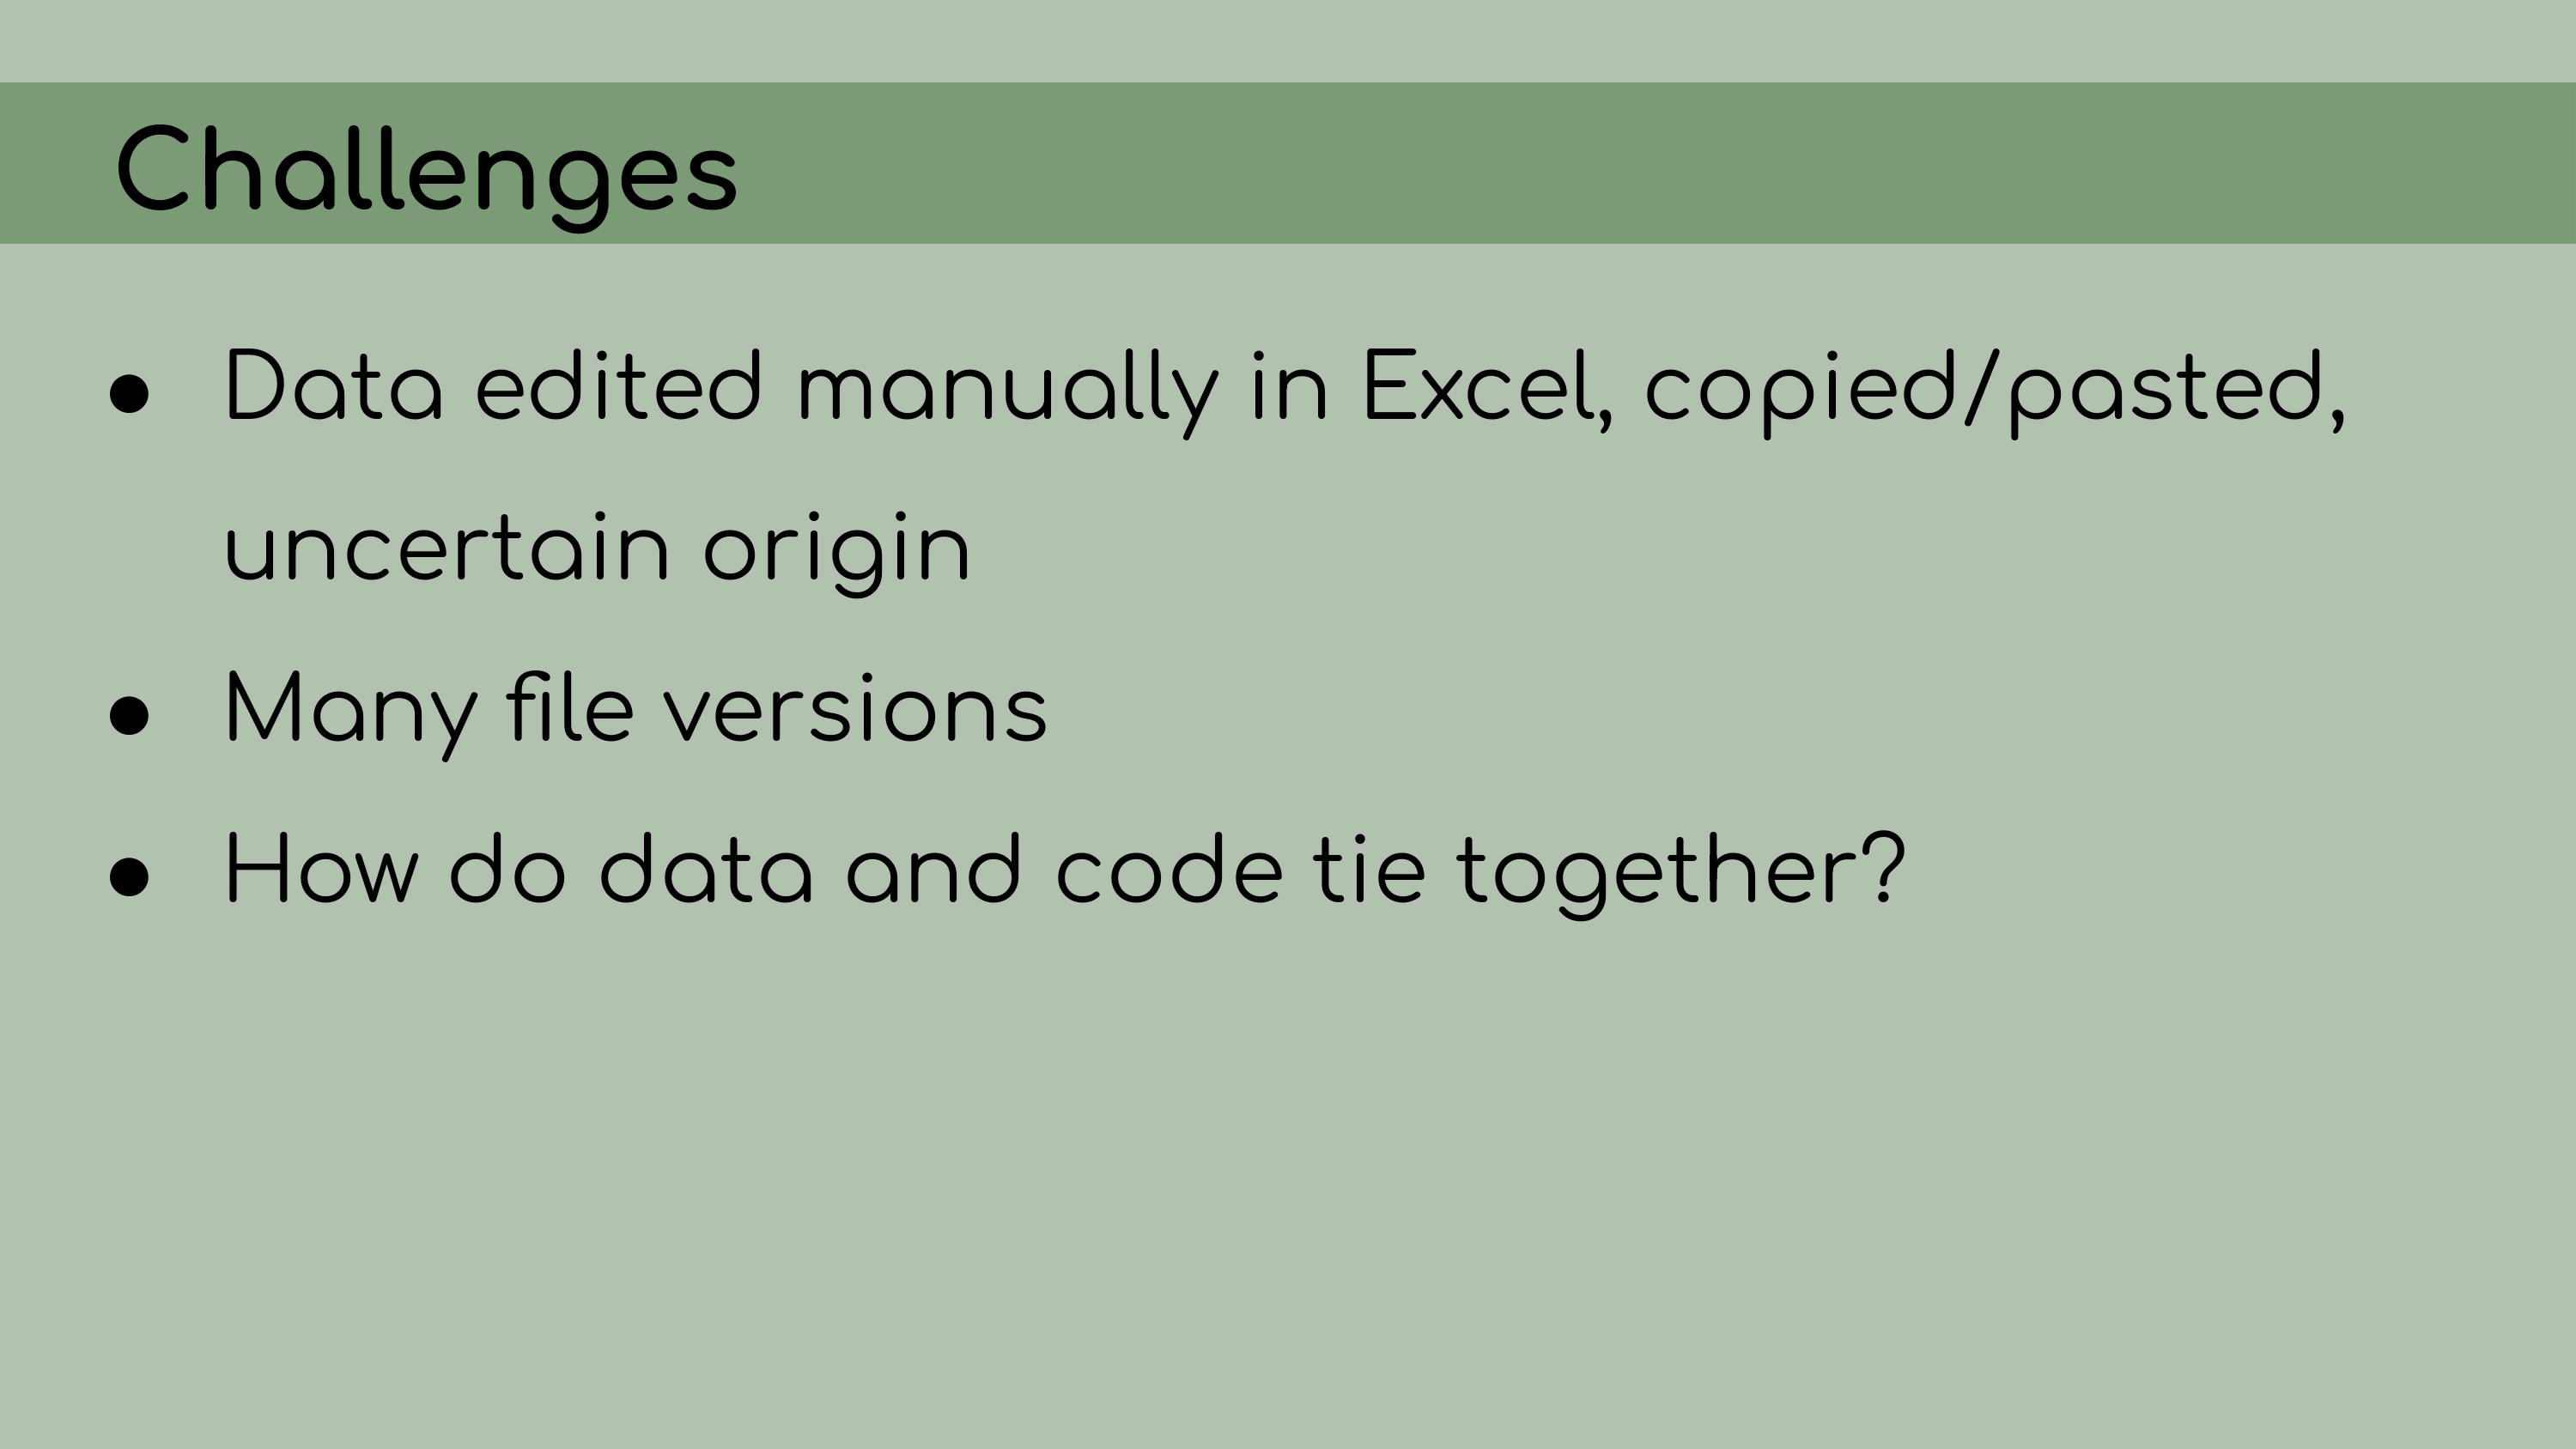 Challenges
● Data edited manually in Excel, copied/pasted,
uncertain origin
● Many file versions
● How do data and code tie together?